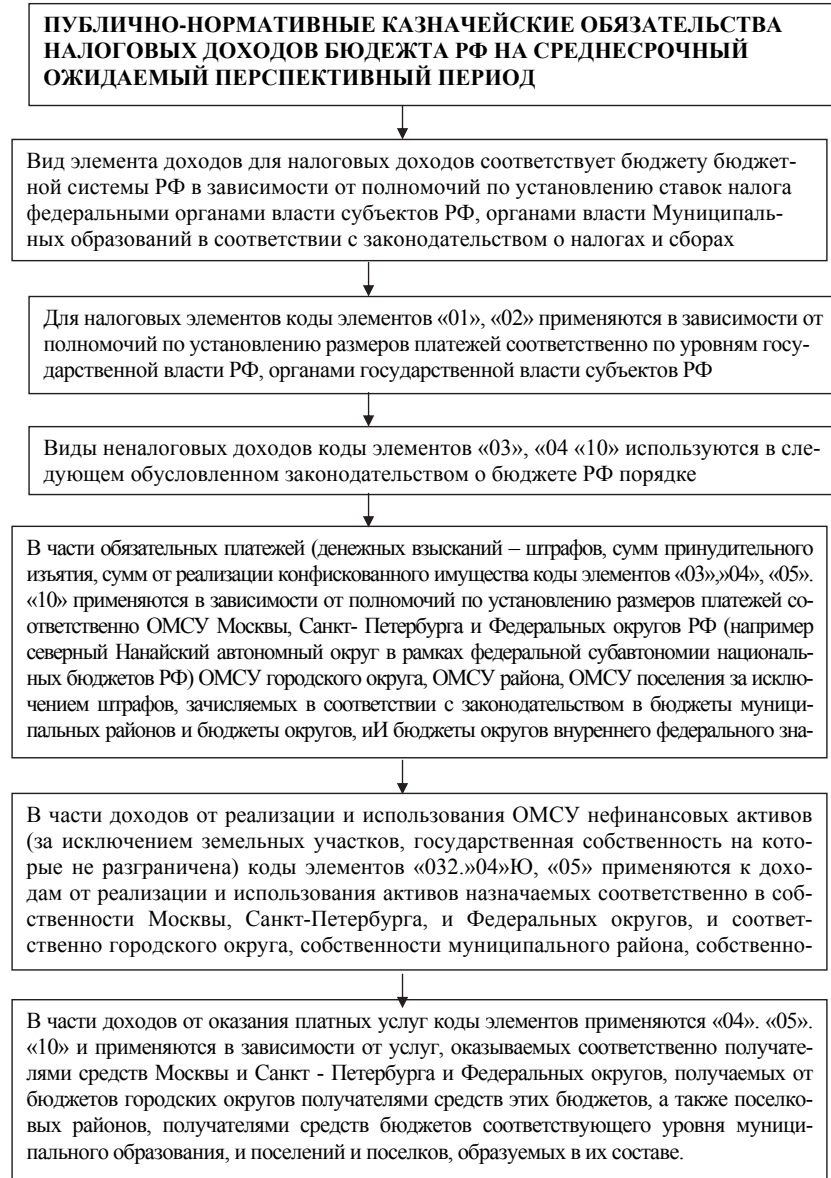 ПУБЛИЧНО-НОРМАТИВНЫЕ КАЗНАЧЕЙСКИЕ ОБЯЗАТЕЛЬСТВА
НАЛОГОВЫХ ДОХОДОВ БЮДЕЖТА РФ НА СРЕДНЕСРОЧНЫЙ
ОЖИДАЕМЫЙ ПЕРСПЕКТИВНЫЙ ПЕРИОД
Вид элемента доходов для налоговых доходов соответствует бюджету бюджет-
ной системы РФ в зависимости от полномочий по установлению ставок налога
федеральными органами власти субъектов РФ, органами власти Муниципаль-
ных образований в соответствии с законодательством о налогах и сборах
Для налоговых элементов коды элементов «01», «02» применяются в зависимости от
полномочий по установлению размеров платежей соответственно по уровням госу-
дарственной власти РФ, органами государственной власти субъектов РФ
Виды неналоговых доходов коды элементов «03», «04 «10» используются в сле-
дующем обусловленном законодательством о бюджете РФ порядке
В части обязательных платежей (денежных взысканий – штрафов, сумм принудительного
изъятия, сумм от реализации конфискованного имущества коды элементов «03»,»04», «05».
«10» применяются в зависимости от полномочий по установлению размеров платежей со-
ответственно ОМСУ Москвы, Санкт- Петербурга и Федеральных округов РФ (например
северный Нанайский автономный округ в рамках федеральной субавтономии националь-
ных бюджетов РФ) ОМСУ городского округа, ОМСУ района, ОМСУ поселения за исклю-
чением штрафов, зачисляемых в соответствии с законодательством в бюджеты муници-
пальных районов и бюджеты округов, иИ бюджеты округов внуреннего федерального зна-
В части доходов от реализации и использования ОМСУ нефинансовых активов
(за исключением земельных участков, государственная собственность на кото-
рые не разграничена) коды элементов «032.»04»Ю, «05» применяются к дохо-
дам от реализации и использования активов назначаемых соответственно в соб-
ственности Москвы, Санкт-Петербурга, и Федеральных округов, и соответ-
ственно городского округа, собственности муниципального района, собственно-
В части доходов от оказания платных услуг коды элементов применяются «04». «05».
«10» и применяются в зависимости от услуг, оказываемых соответственно получате-
лями средств Москвы и Санкт - Петербурга и Федеральных округов, получаемых от
бюджетов городских округов получателями средств этих бюджетов, а также поселко-
вых районов, получателями средств бюджетов соответствующего уровня муници-
пального образования, и поселений и поселков, образуемых в их составе.